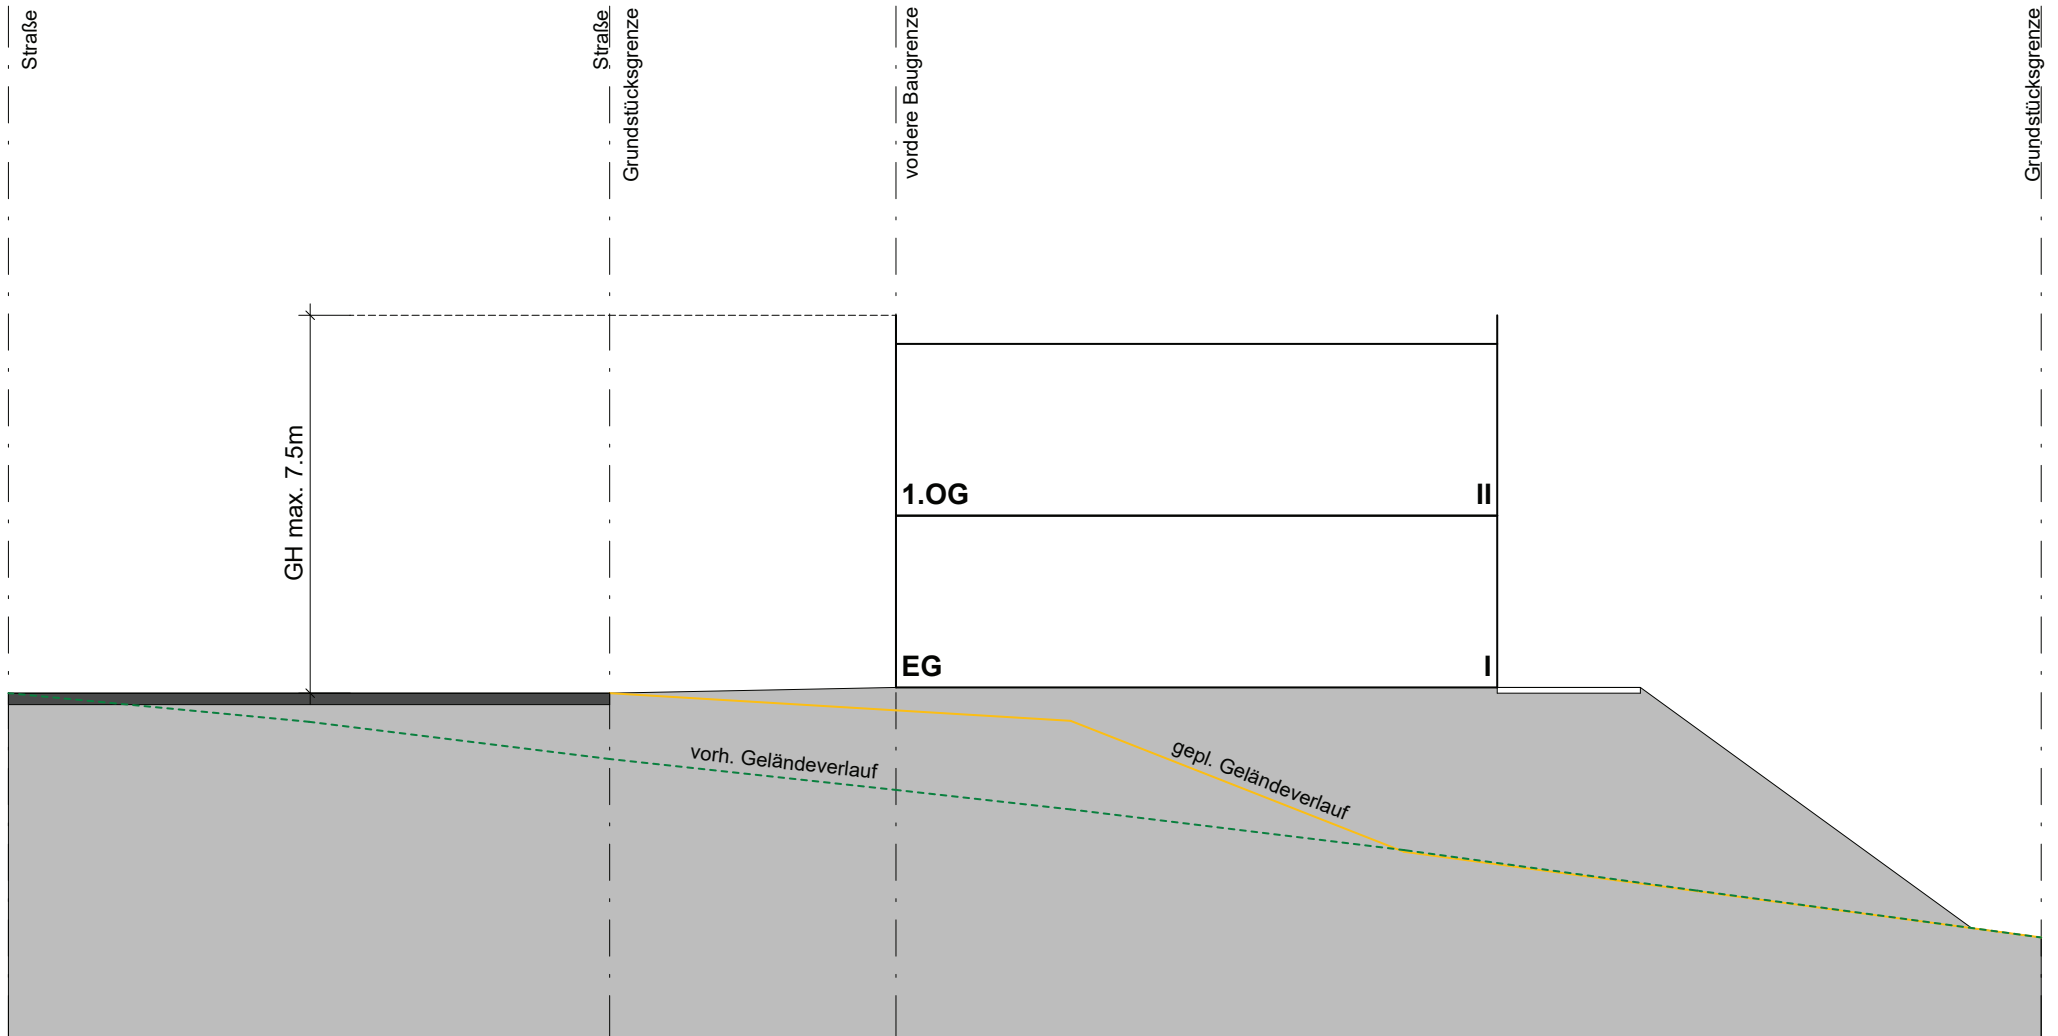 Straße
Straße
Grundstücksgrenze
vordere Baugrenze
Grundstücksgrenze
GH max. 7.5m
1.OG
II
EG
I
vorh. Geländeverlauf
gepl. Geländeverlauf